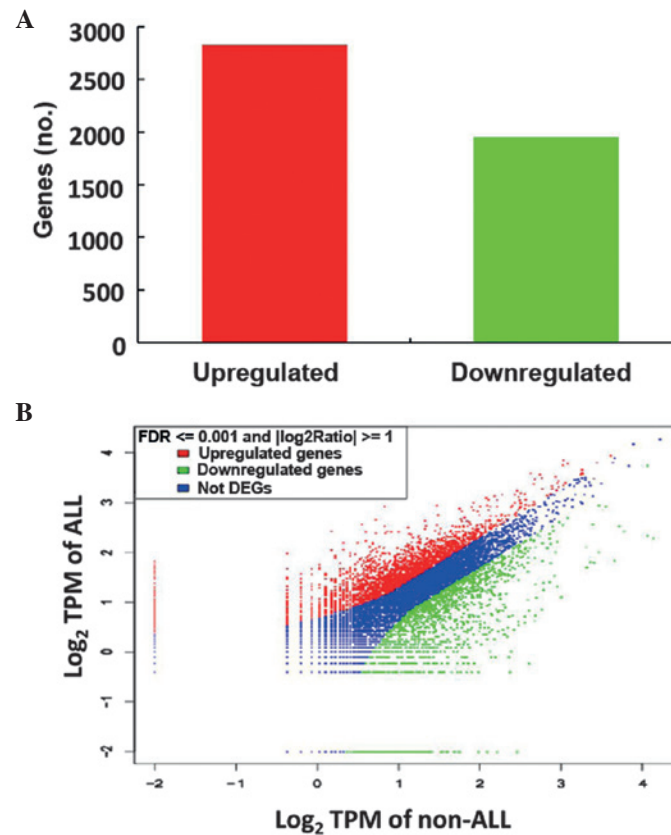 A
Genes (no.)
3000
2500
2000
1500
1000
500
0
Upregulated
Downregulated
B
FDR <= 0.001 and |log2Ratio| >= 1
Upregulated genes
Downregulated genes
Not DEGs
Log₂ TPM of ALL
4
3
2
1
0
-1
-2
-2
-1
0
1
2
3
4
Log₂ TPM of non-ALL